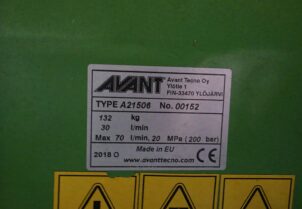 AVANT Avant Tecno Oy
Ylötie 1
FIN-33470 YLÖJÄRVI
TYPE A21506 No. 00152
132 kg
30 l/min
Max 70 l/min, 20 MPa (200 bar)
Made in EU
2018 O www.avanttecno.com CE